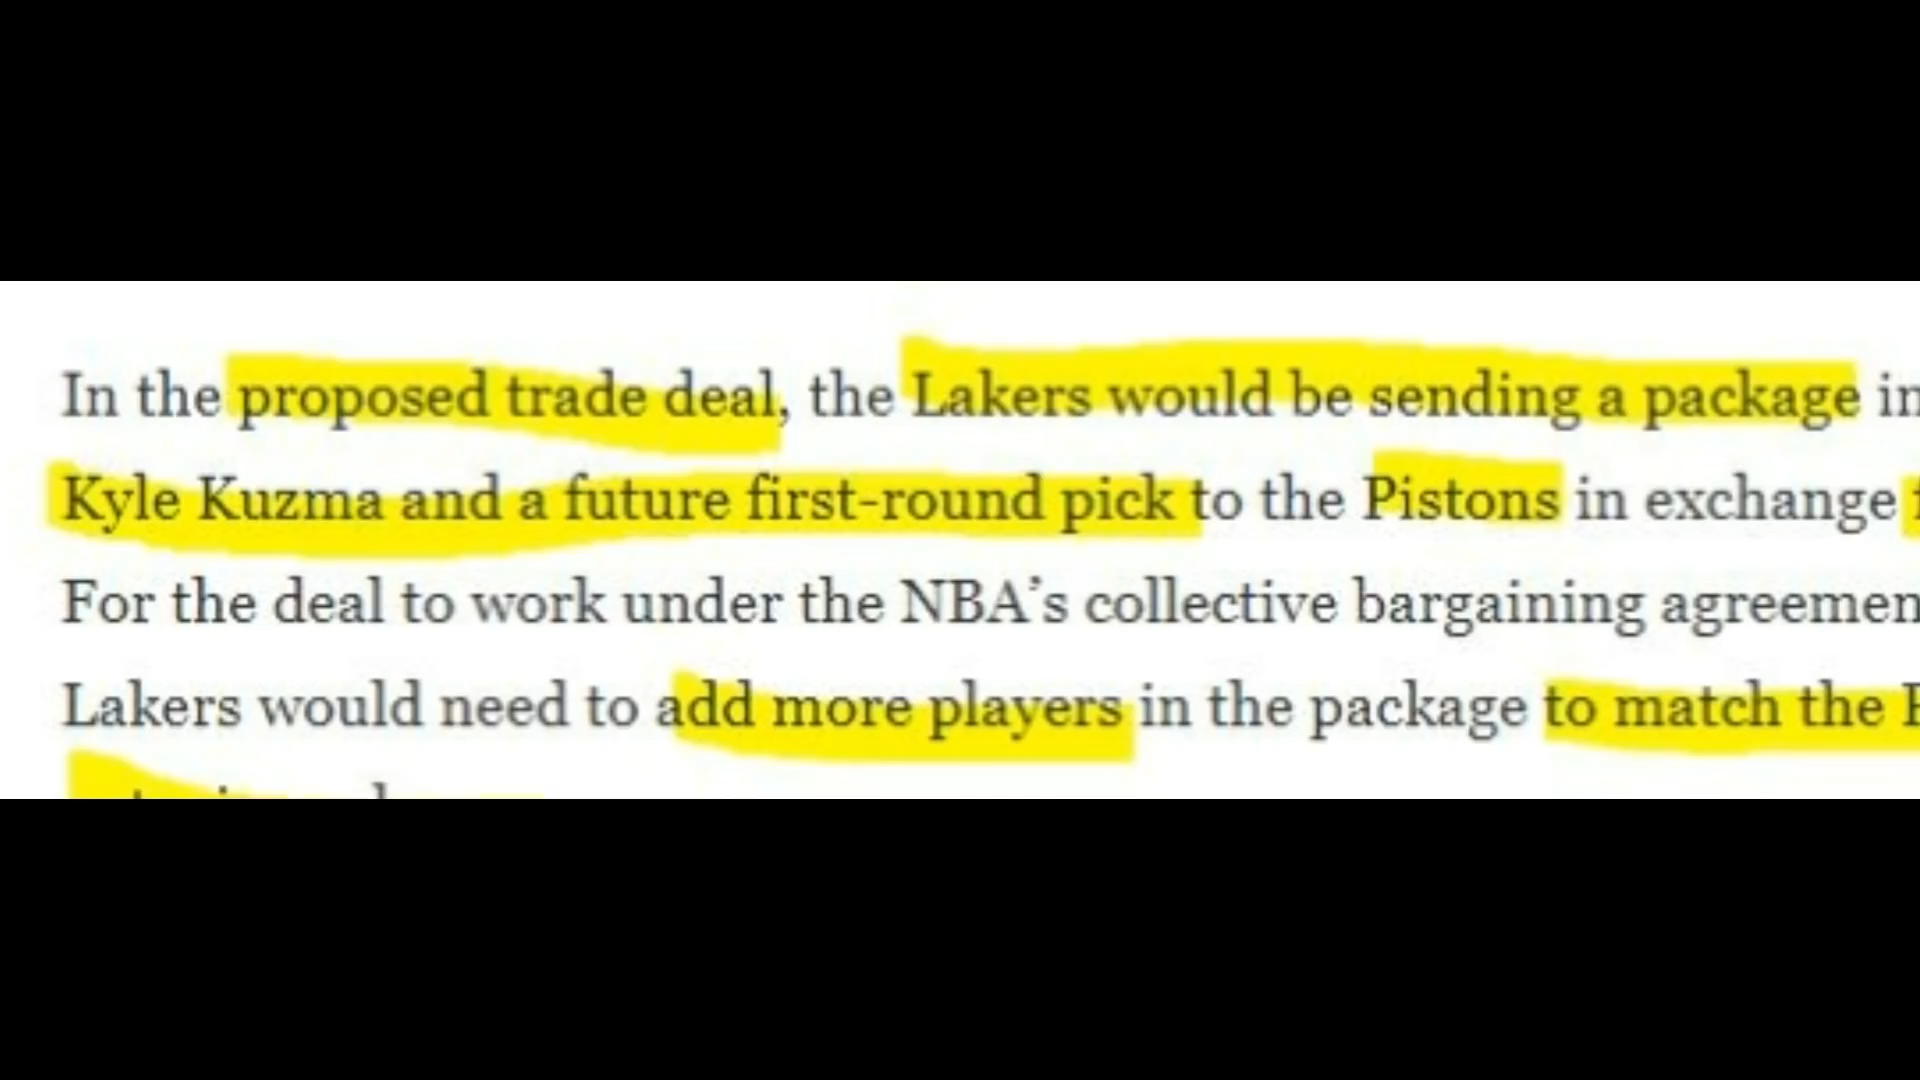 In the proposed trade deal, the Lakers would be sending a package
Kyle Kuzma and a future first-round pick to the Pistons in exchange
For the deal to work under the NBA's collective bargaining
Lakers would need to add more players in the package to match the